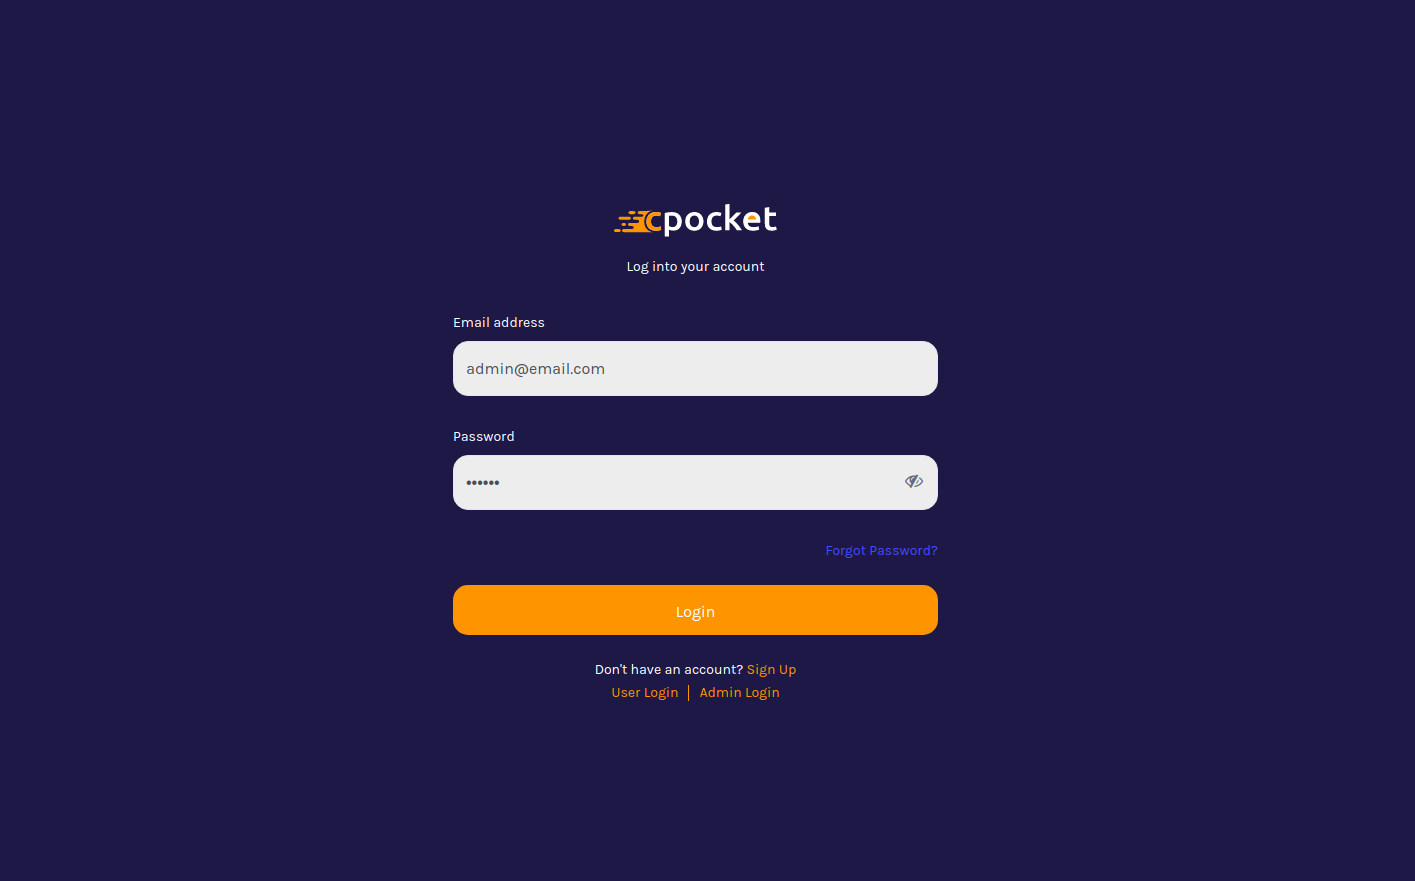 cpocket
Log into your account
Email address
admin@email.com
Password
••••••
Forgot Password?
Login
Don't have an account? Sign Up
User Login | Admin Login